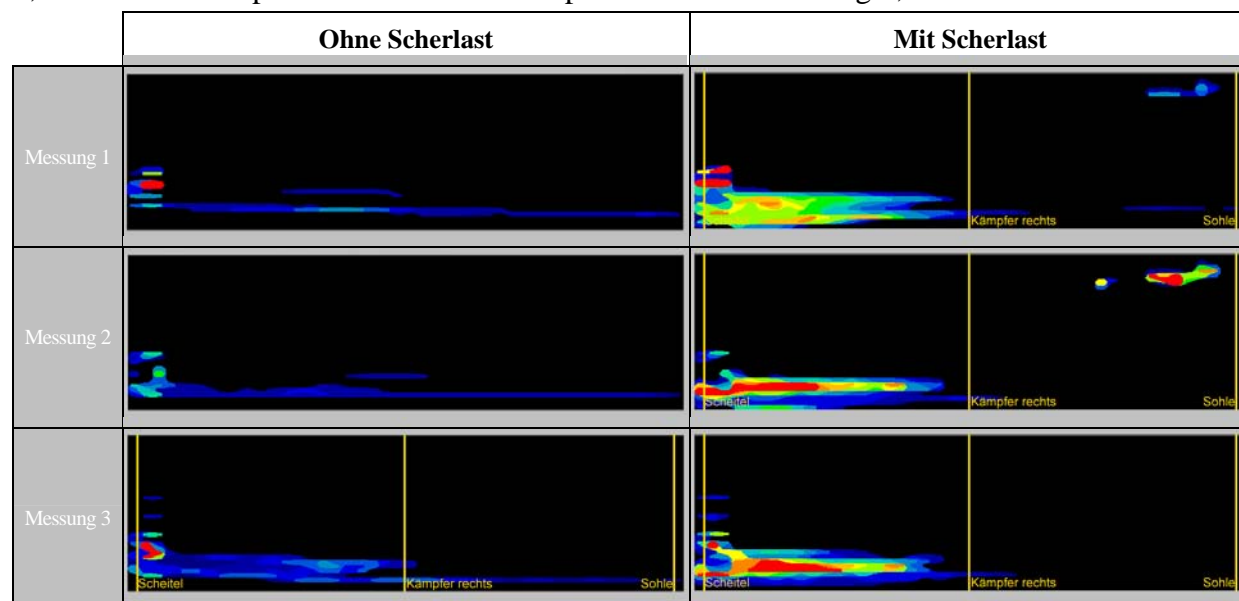 Ohne Scherlast Mit Scherlast
Messung 1
Scheitel Kämpfer rechts Sohle
Messung 2
Scheitel Kämpfer rechts Sohle
Messung 3
Scheitel Kämpfer rechts Sohle Scheitel Kämpfer rechts Sohle